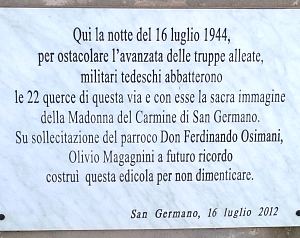 Qui la notte del 16 luglio 1944,
per ostacolare l'avanzata delle truppe alleate,
militari tedeschi abbatterono
le 22 querce di questa via e con esse la sacra immagine
della Madonna del Carmine di San Germano.
Su sollecitazione del parroco Don Ferdinando Osimani,
Olivio Magagnini a futuro ricordo
costruì questa edicola per non dimenticare.
San Germano, 16 luglio 2012